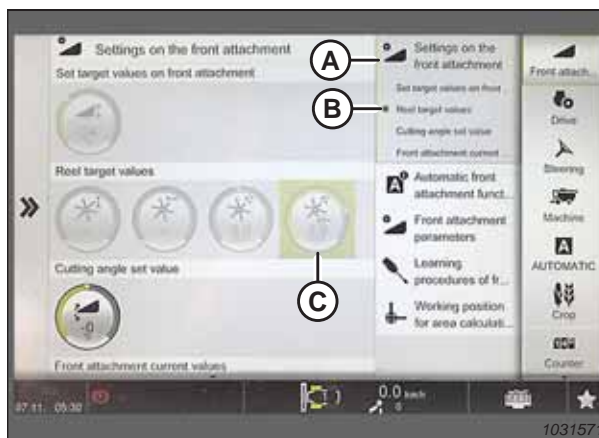 Settings on the front attachment
Set target values on front attachment
Reel target values
Cutting angle set value
-0
Front attachment current values
A
Settings on the
front attachment
Set target values on front ...
B
Reel target values
Cutting angle set value
Front attachment current ...
Automatic front
attachment funct...
Front attachment
parameters
Learning
procedures of fr...
Working position
for area calculati...
C
Front attach...
Drive
Steering
Machine
AUTOMATIC
Crop
Counter
07.11. 05:30
0.0 km/h
0
1031571